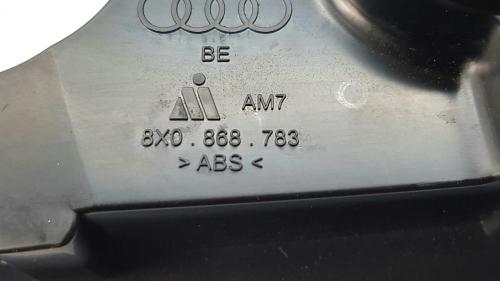 BE
AM7
8X0 . 868 . 783
> ABS <